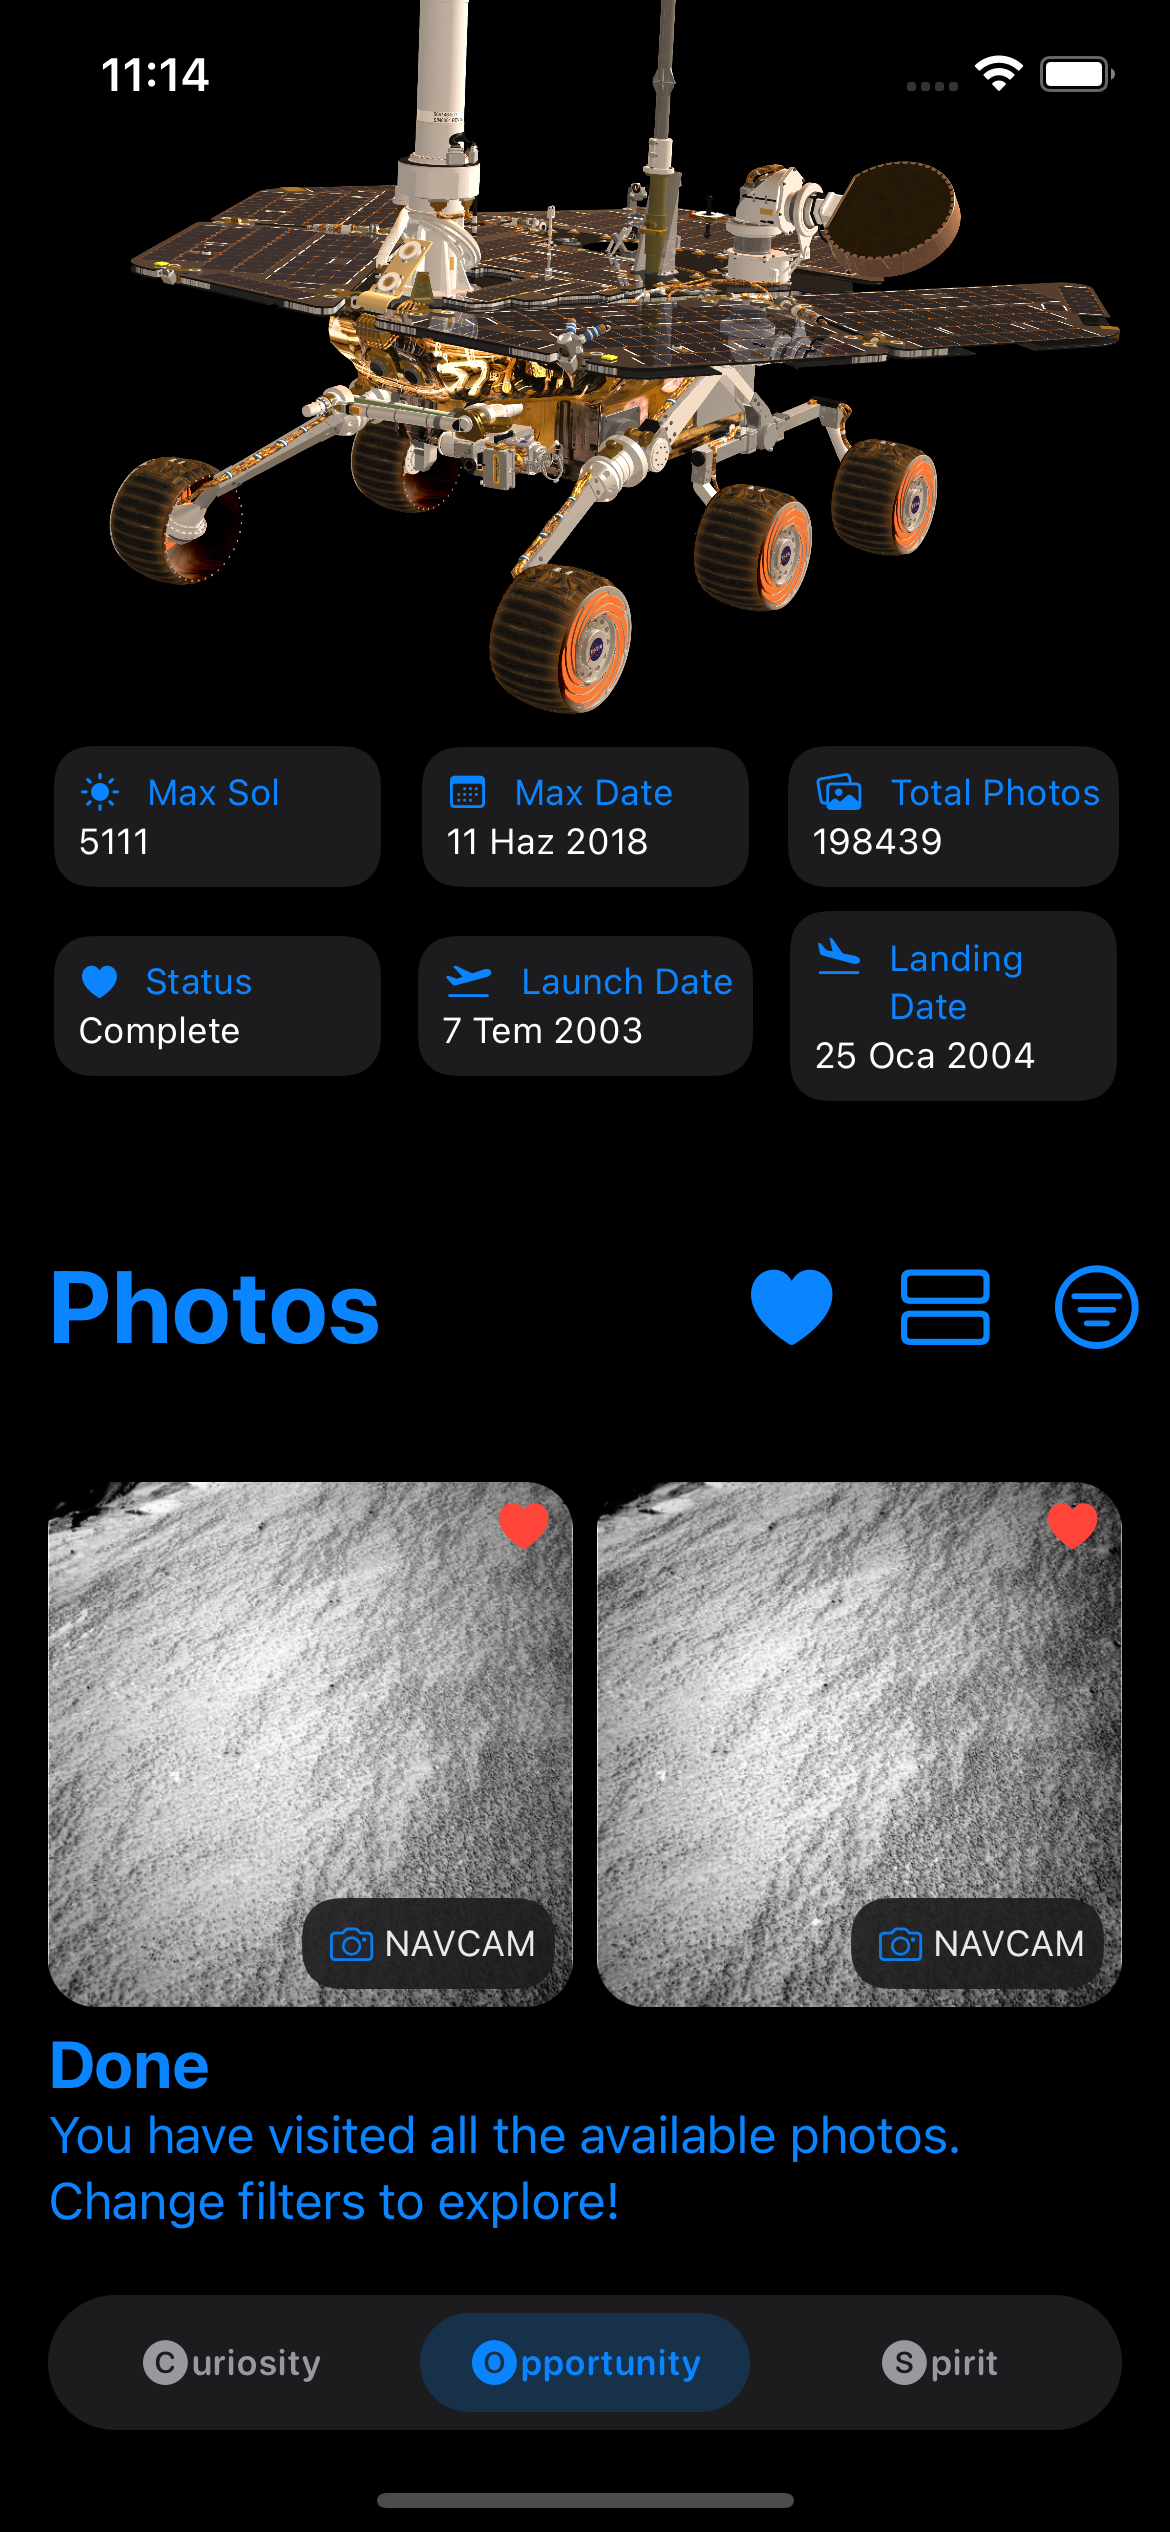 11:14
Max Sol
5111
Max Date
11 Haz 2018
Total Photos
198439
Status
Complete
Launch Date
7 Tem 2003
Landing
Date
25 Oca 2004
Photos
NAVCAM
NAVCAM
Done
You have visited all the available photos.
Change filters to explore!
Curiosity
Opportunity
Spirit